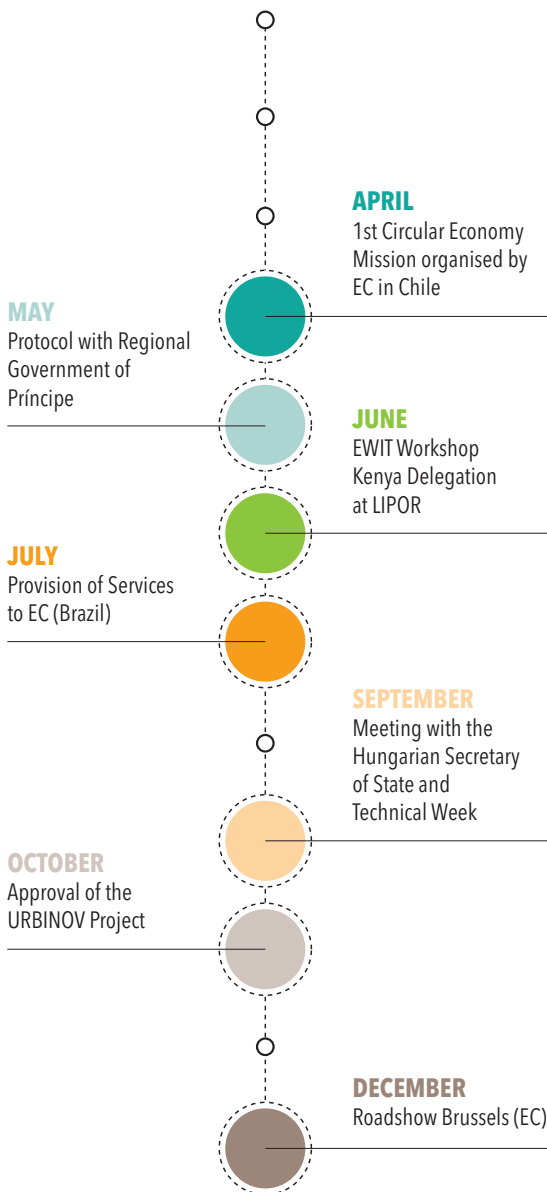 APRIL
1st Circular Economy
Mission organised by
EC in Chile
MAY
Protocol with Regional
Government of
Príncipe
JUNE
EWIT Workshop
Kenya Delegation
at LIPOR
JULY
Provision of Services
to EC (Brazil)
SEPTEMBER
Meeting with the
Hungarian Secretary
of State and
Technical Week
OCTOBER
Approval of the
URBINOV Project
DECEMBER
Roadshow Brussels (EC)